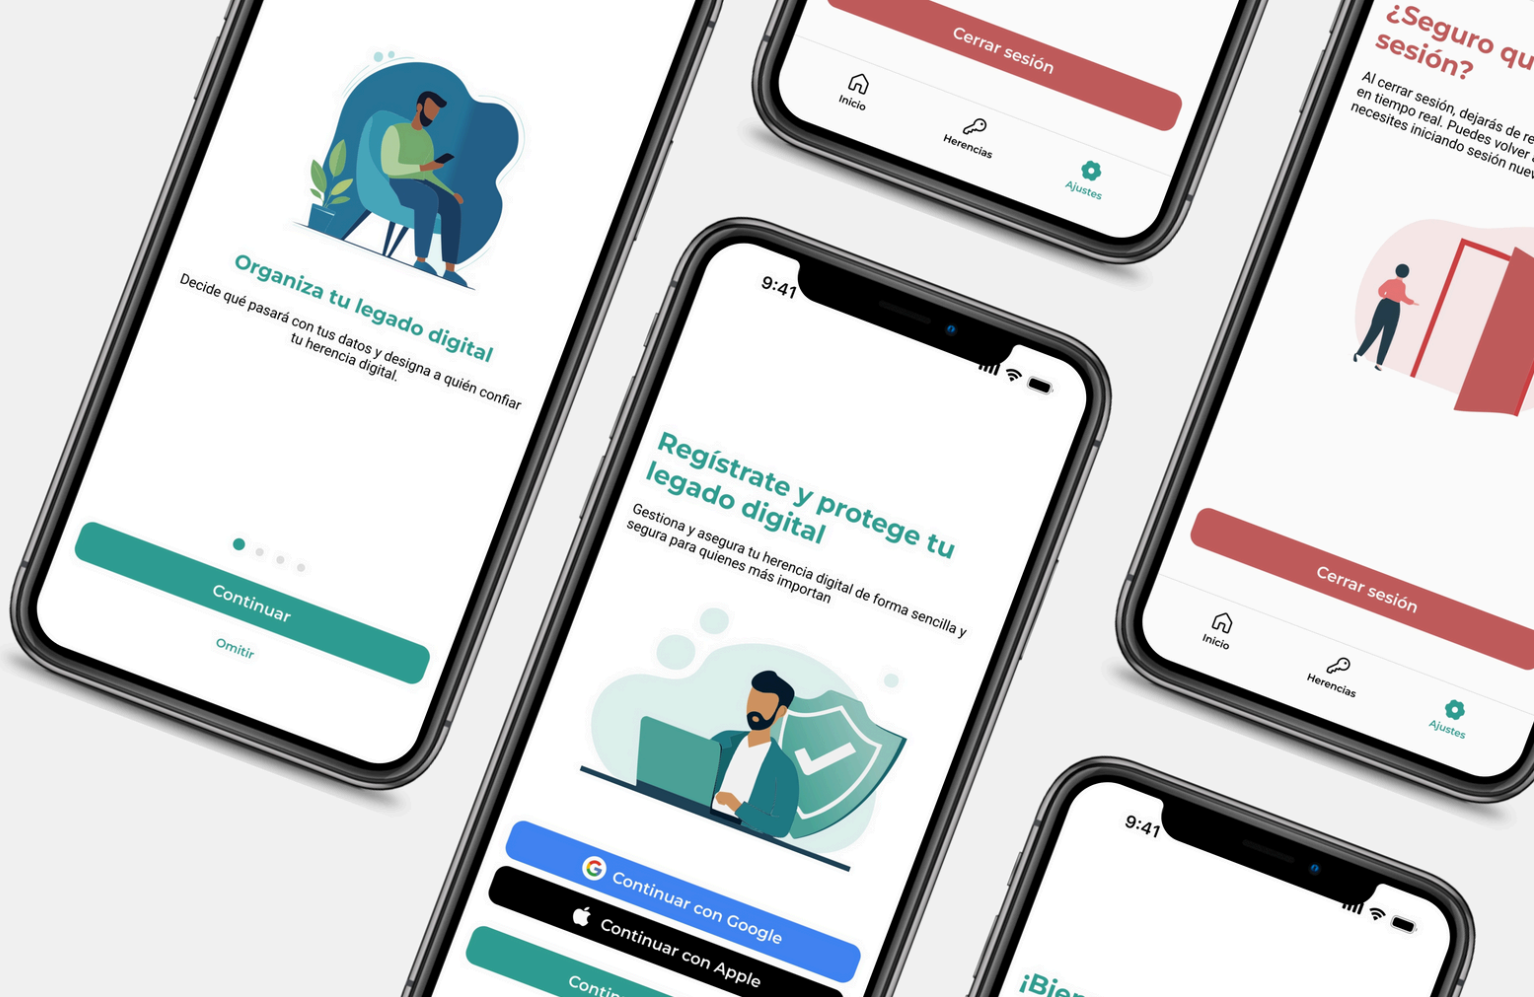 Organiza tu legado digital
Decide qué pasará con tus datos y designa a quién confiar
tu herencia digital.
Continuar
Omitir
Cerrar sesión
Inicio
Herencias
Ajustes
9:41
Regístrate y protege tu
legado digital
Gestiona y asegura tu herencia digital de forma sencilla y
segura para quienes más importan
Continuar con Google
Continuar con Apple
¿Seguro
sesión?
Al cerrar sesión, dejarás de
en tiempo real. Puedes volver
necesites iniciando sesión
Cerrar sesión
Inicio
Herencias
Ajustes
9:41